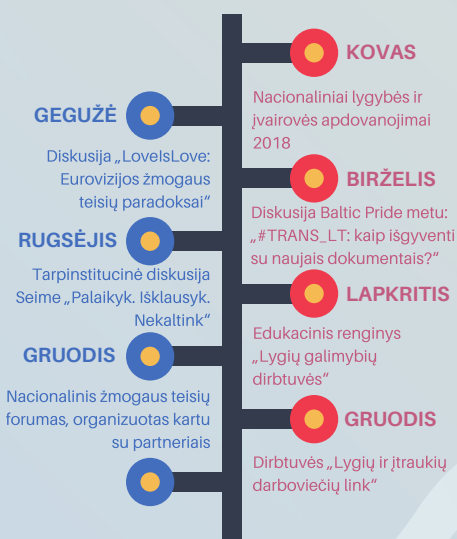 KOVAS
Nacionaliniai lygybės ir
įvairovės apdovanojimai
2018
GEGUŽĖ
Diskusija „LoveIsLove:
Eurovizijos žmogaus
teisių paradoksai“
BIRŽELIS
Diskusija Baltic Pride metu:
„#TRANS_LT: kaip išgyventi
su naujais dokumentais?“
RUGSĖJIS
Tarpinstitucinė diskusija
Seime „Palaikyk. Išklausyk.
Nekaltink“
LAPKRITIS
Edukacinis renginys
„Lygių galimybių
dirbtuvės“
GRUODIS
Nacionalinis žmogaus teisių
forumas, organizuotas kartu
su partneriais
GRUODIS
Dirbtuvės „Lygių ir įtraukių
darboviečių link“